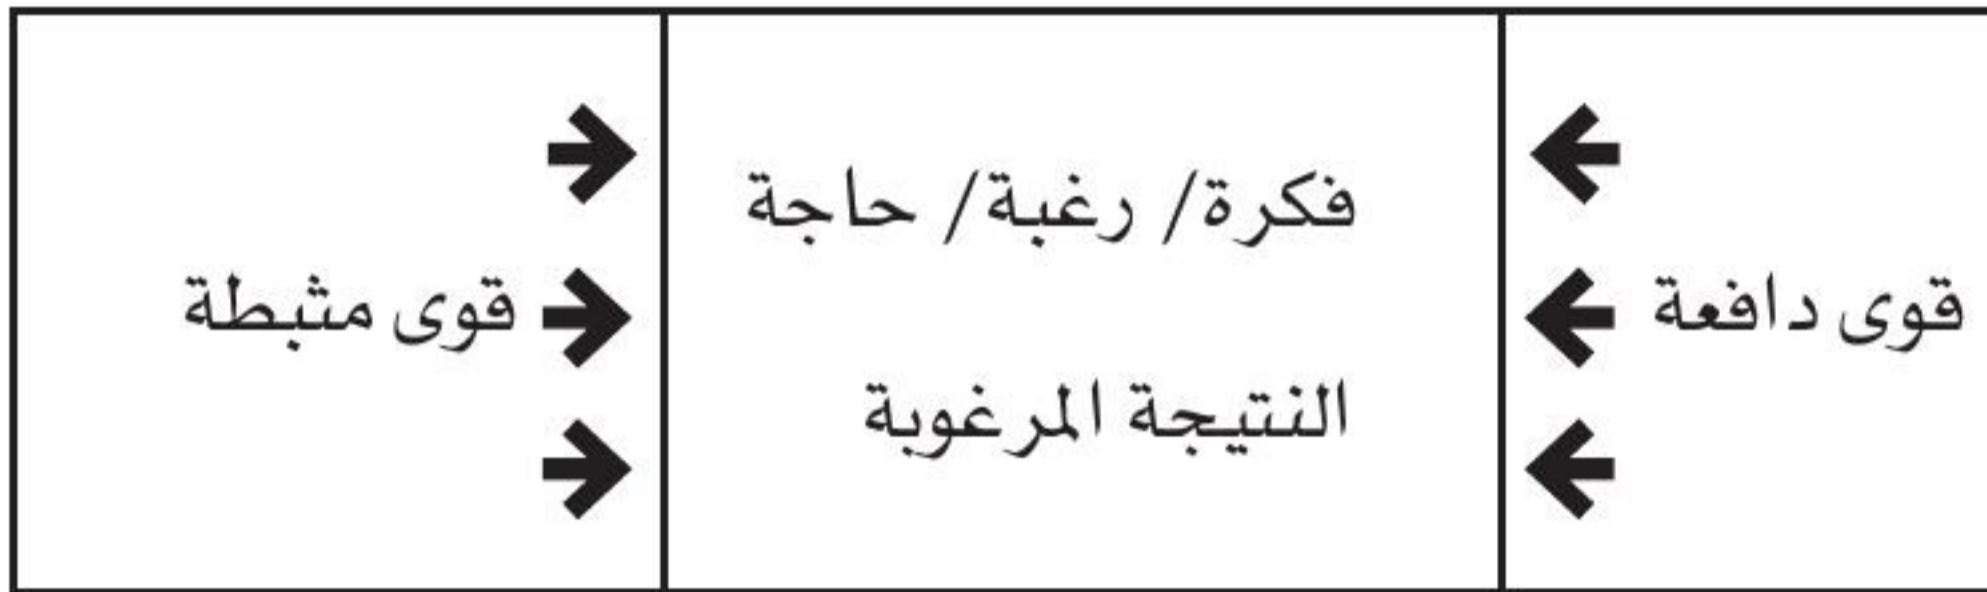 قوى دافعة
فكرة/ رغبة/ حاجة
النتيجة المرغوبة
قوى مثبطة